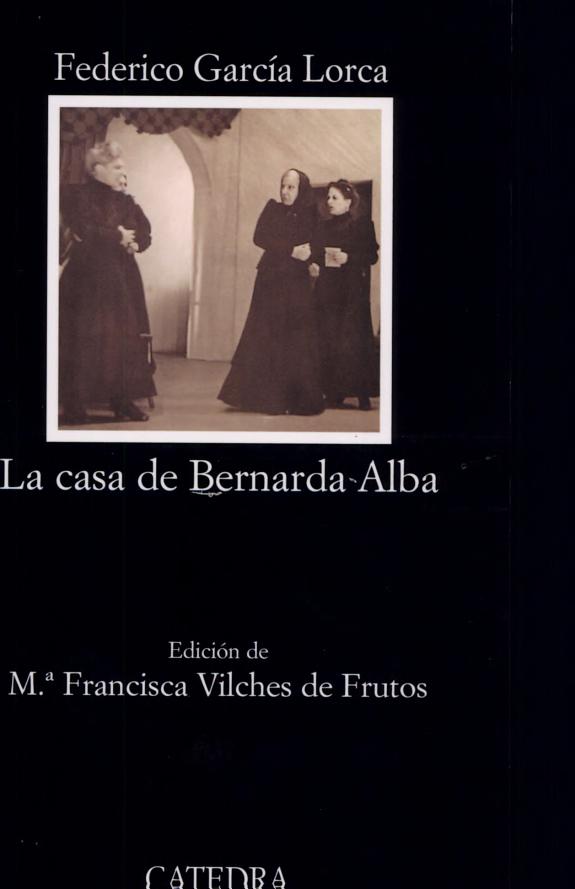 Federico García Lorca
La casa de Bernarda Alba
Edición de
M.ª Francisca Vilches de Frutos
CATEDRA